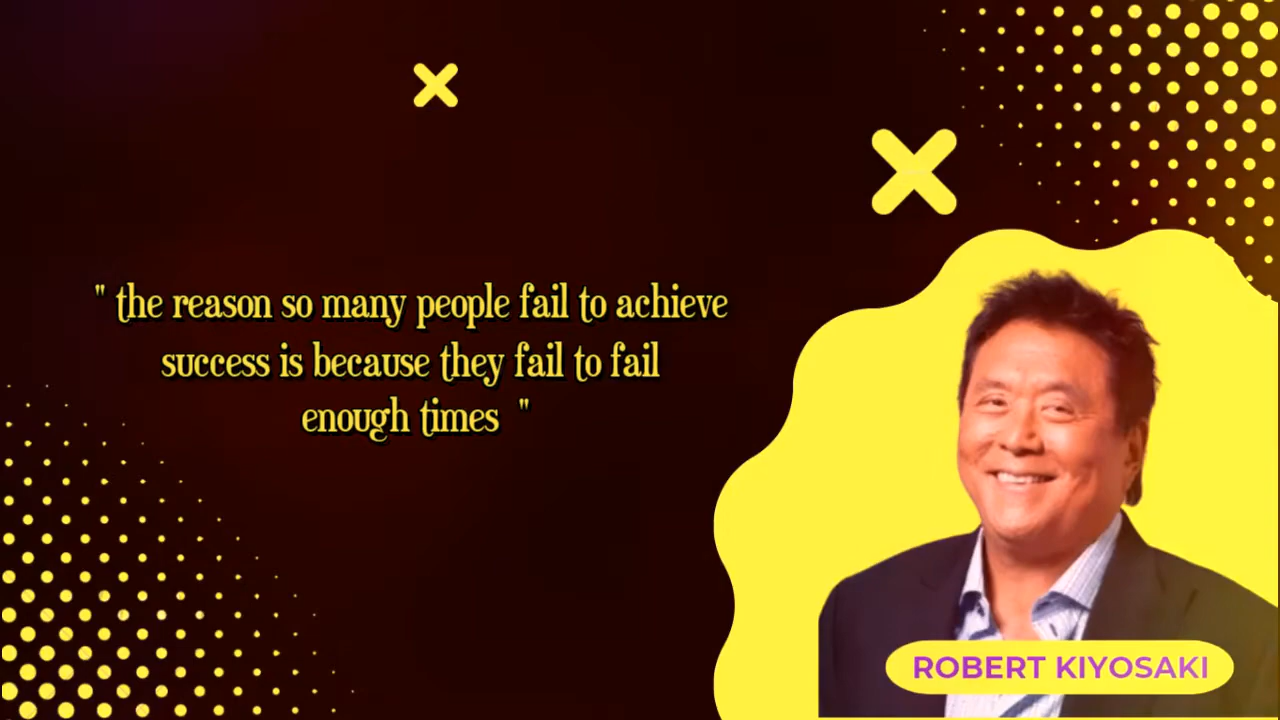 " the reason so many people fail to achieve
success is because they fail to fail
enough times "
ROBERT KIYOSAKI